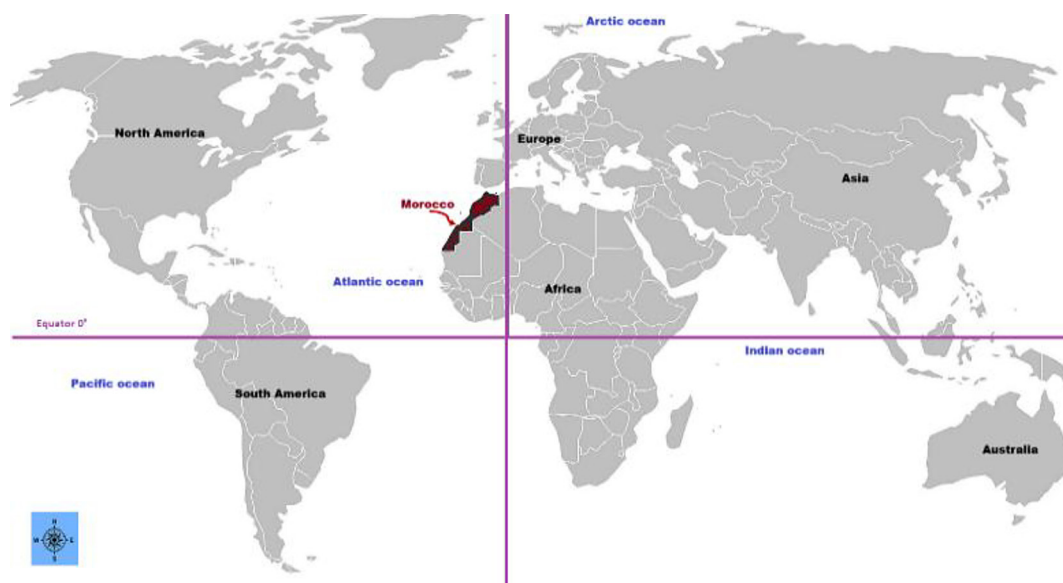 Arctic ocean
North America
Europe
Asia
Morocco
Atlantic ocean
Africa
Equator 0°
Indian ocean
Pacific ocean
South America
Australia
N
W E
S